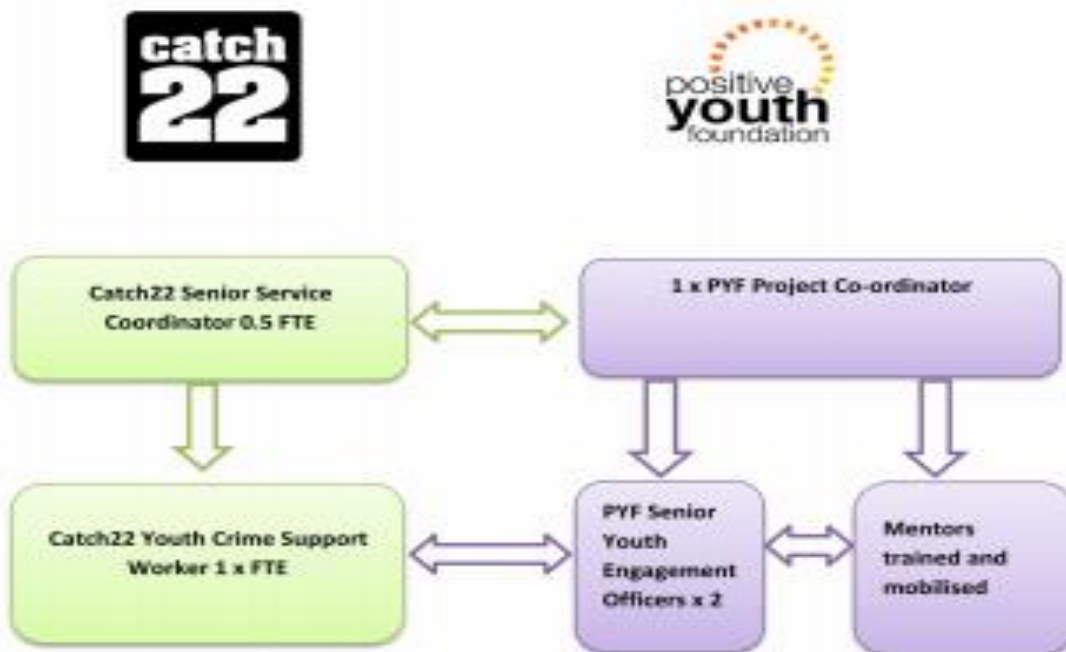 catch
22
positive
youth
foundation
Catch22 Senior Service
Coordinator 0.5 FTE
1 x PYF Project Co-ordinator
Catch22 Youth Crime Support
Worker 1 x FTE
PYF Senior
Youth
Engagement
Officers x 2
Mentors
trained and
mobilised